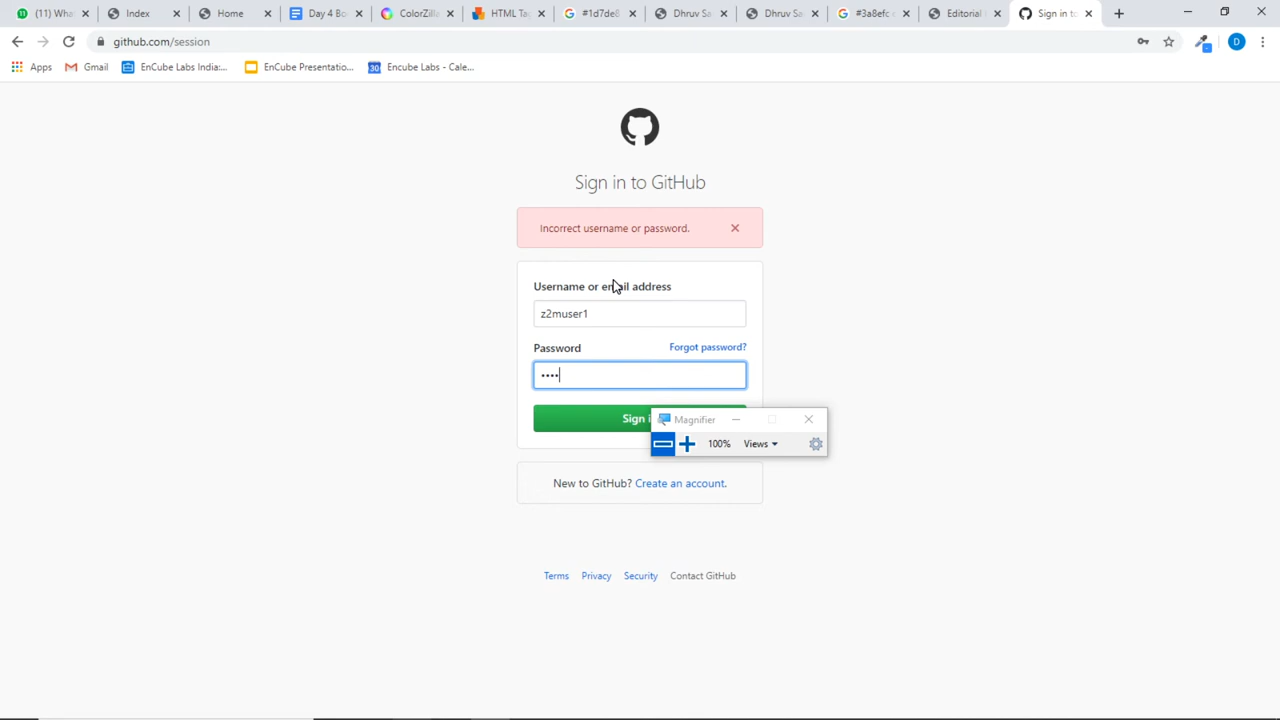 (11) What
Index
Home
Day 4 Bo
ColorZilla
HTML Tag
#1d7de8
Dhruv Sa
Dhruv Sa
#3a8efc c
Editorial
Sign in to
github.com/session
D
Apps
Gmail
EnCube Labs India:...
EnCube Presentatio...
30
Encube Labs - Cale...
Sign in to GitHub
Incorrect username or password.
Username or email address
z2muser1
Password
Forgot password?
Sign i
Magnifier
100%
Views
New to GitHub? Create an account.
Terms
Privacy
Security
Contact GitHub